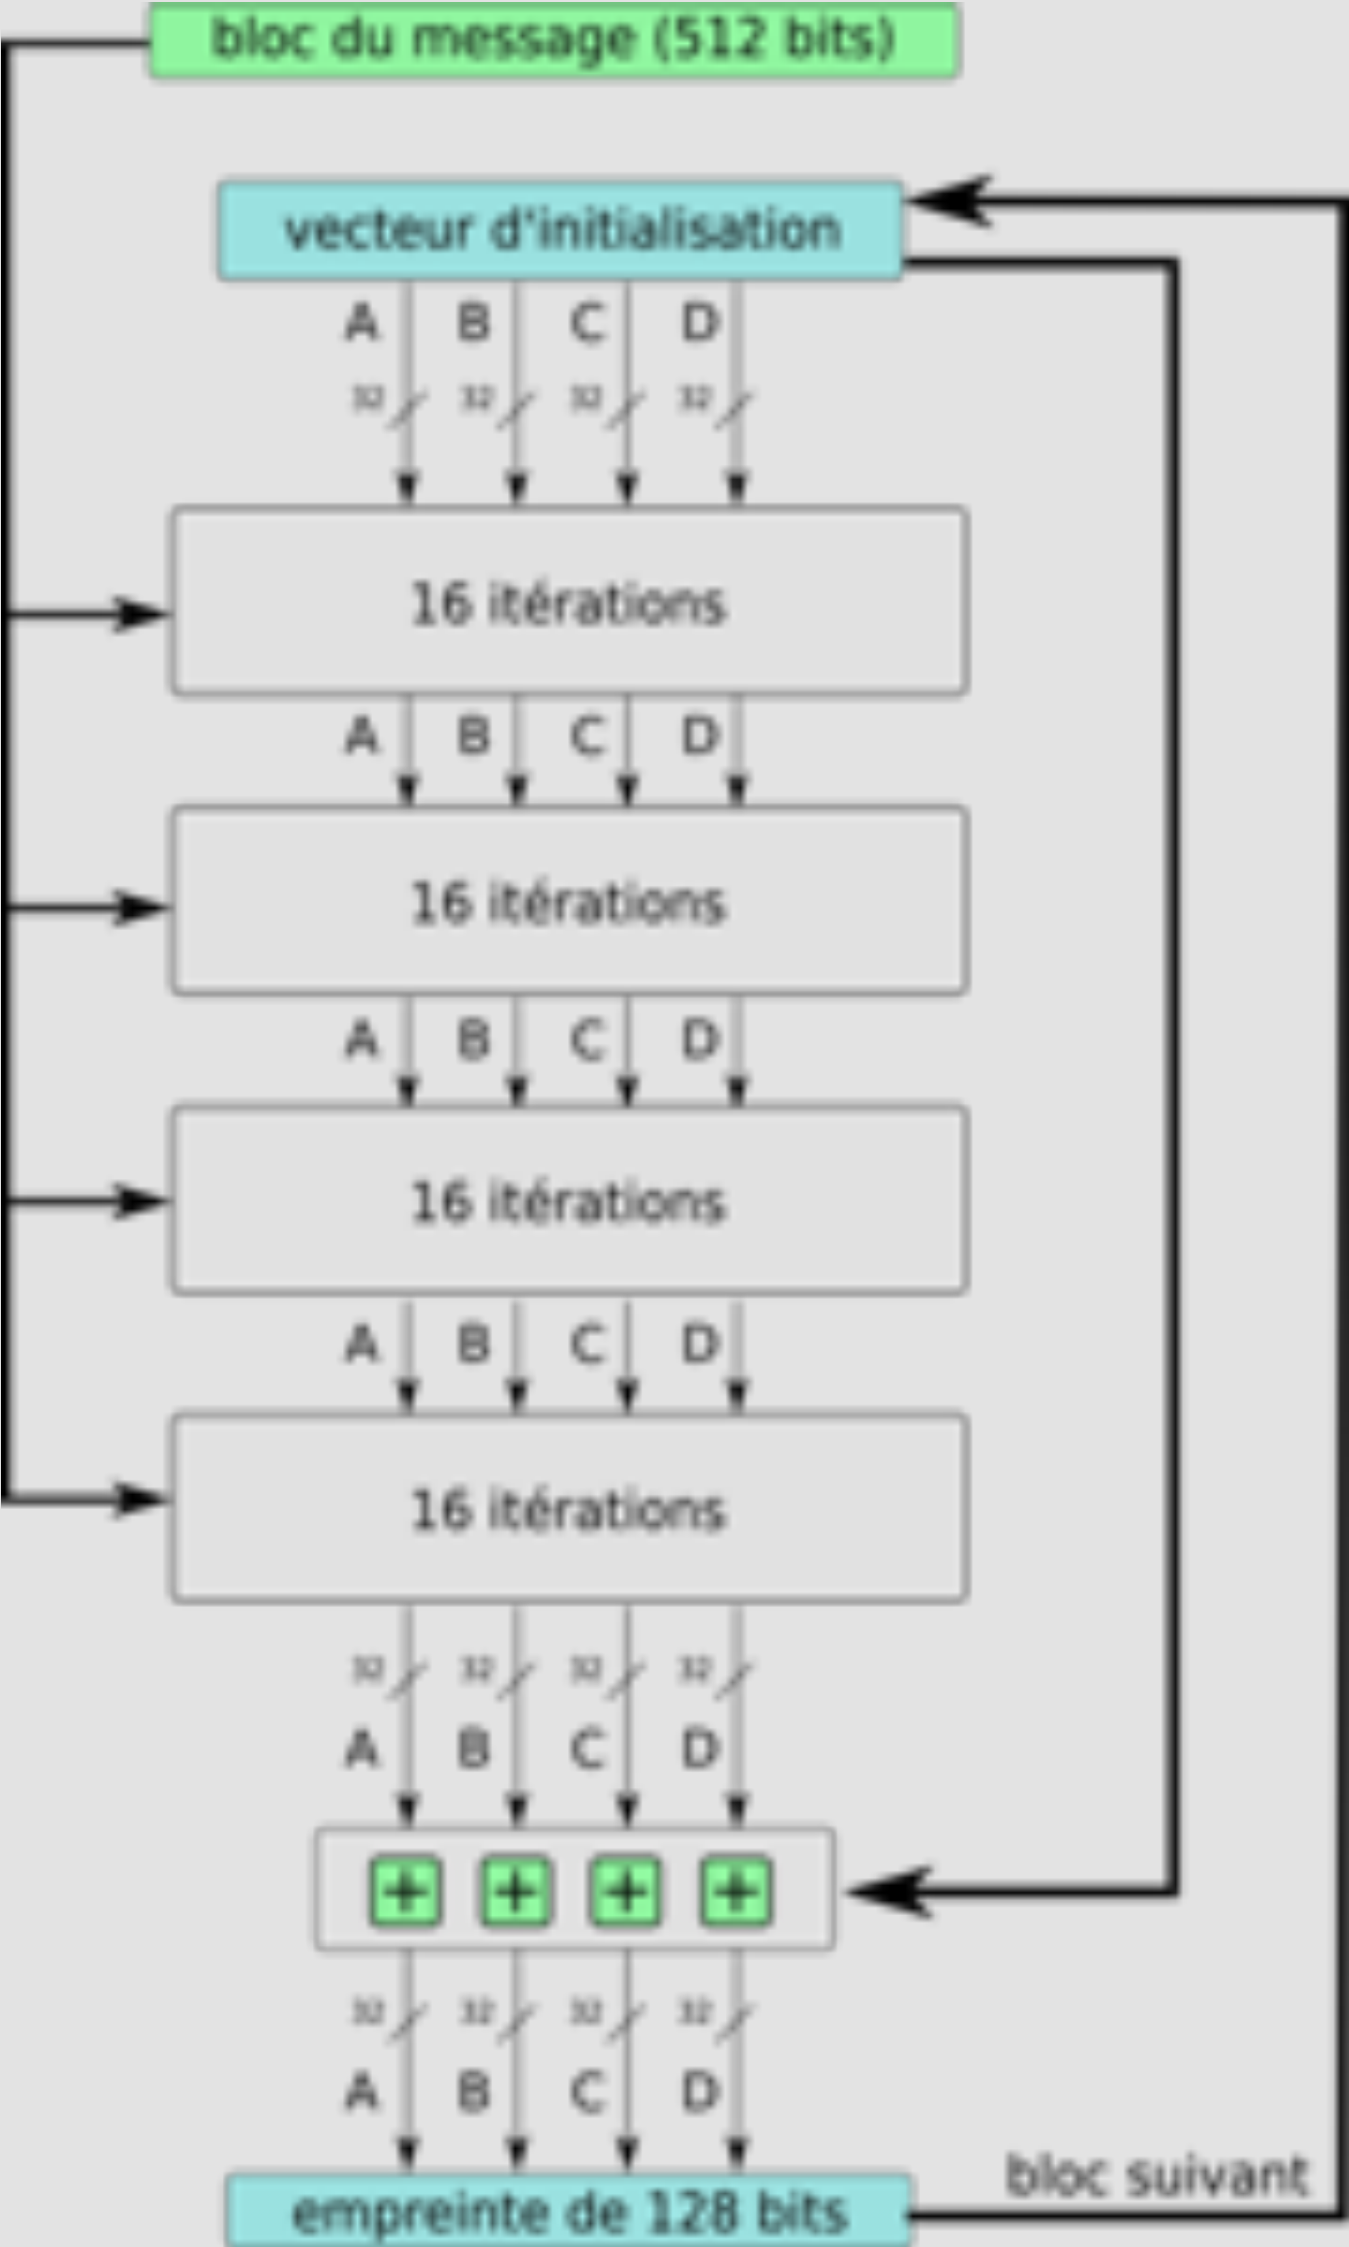 bloc du message (512 bits)
vecteur d'initialisation
A B C D
32 32 32 32
16 itérations
A B C D
16 itérations
A B C D
16 itérations
A B C D
16 itérations
32 32 32 32
A B C D
+ + + +
32 32 32 32
A B C D
bloc suivant
empreinte de 128 bits